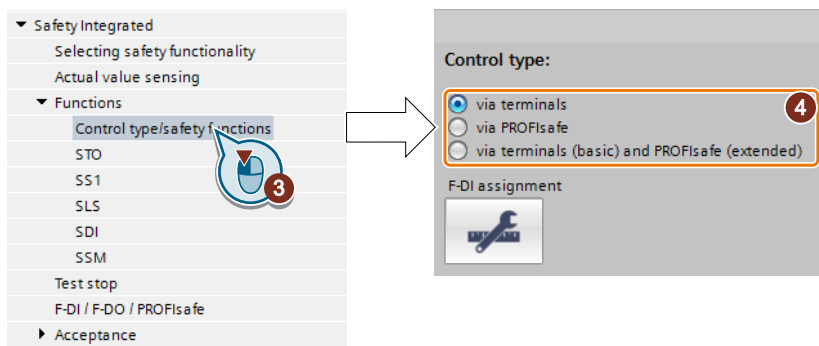 Safety Integrated
Selecting safety functionality
Actual value sensing
Functions
Control type/safety functions
STO
SS1
SLS
SDI
SSM
Test stop
F-DI / F-DO / PROFIsafe
Acceptance
3
Control type:
via terminals
via PROFIsafe
via terminals (basic) and PROFIsafe (extended)
4
F-DI assignment